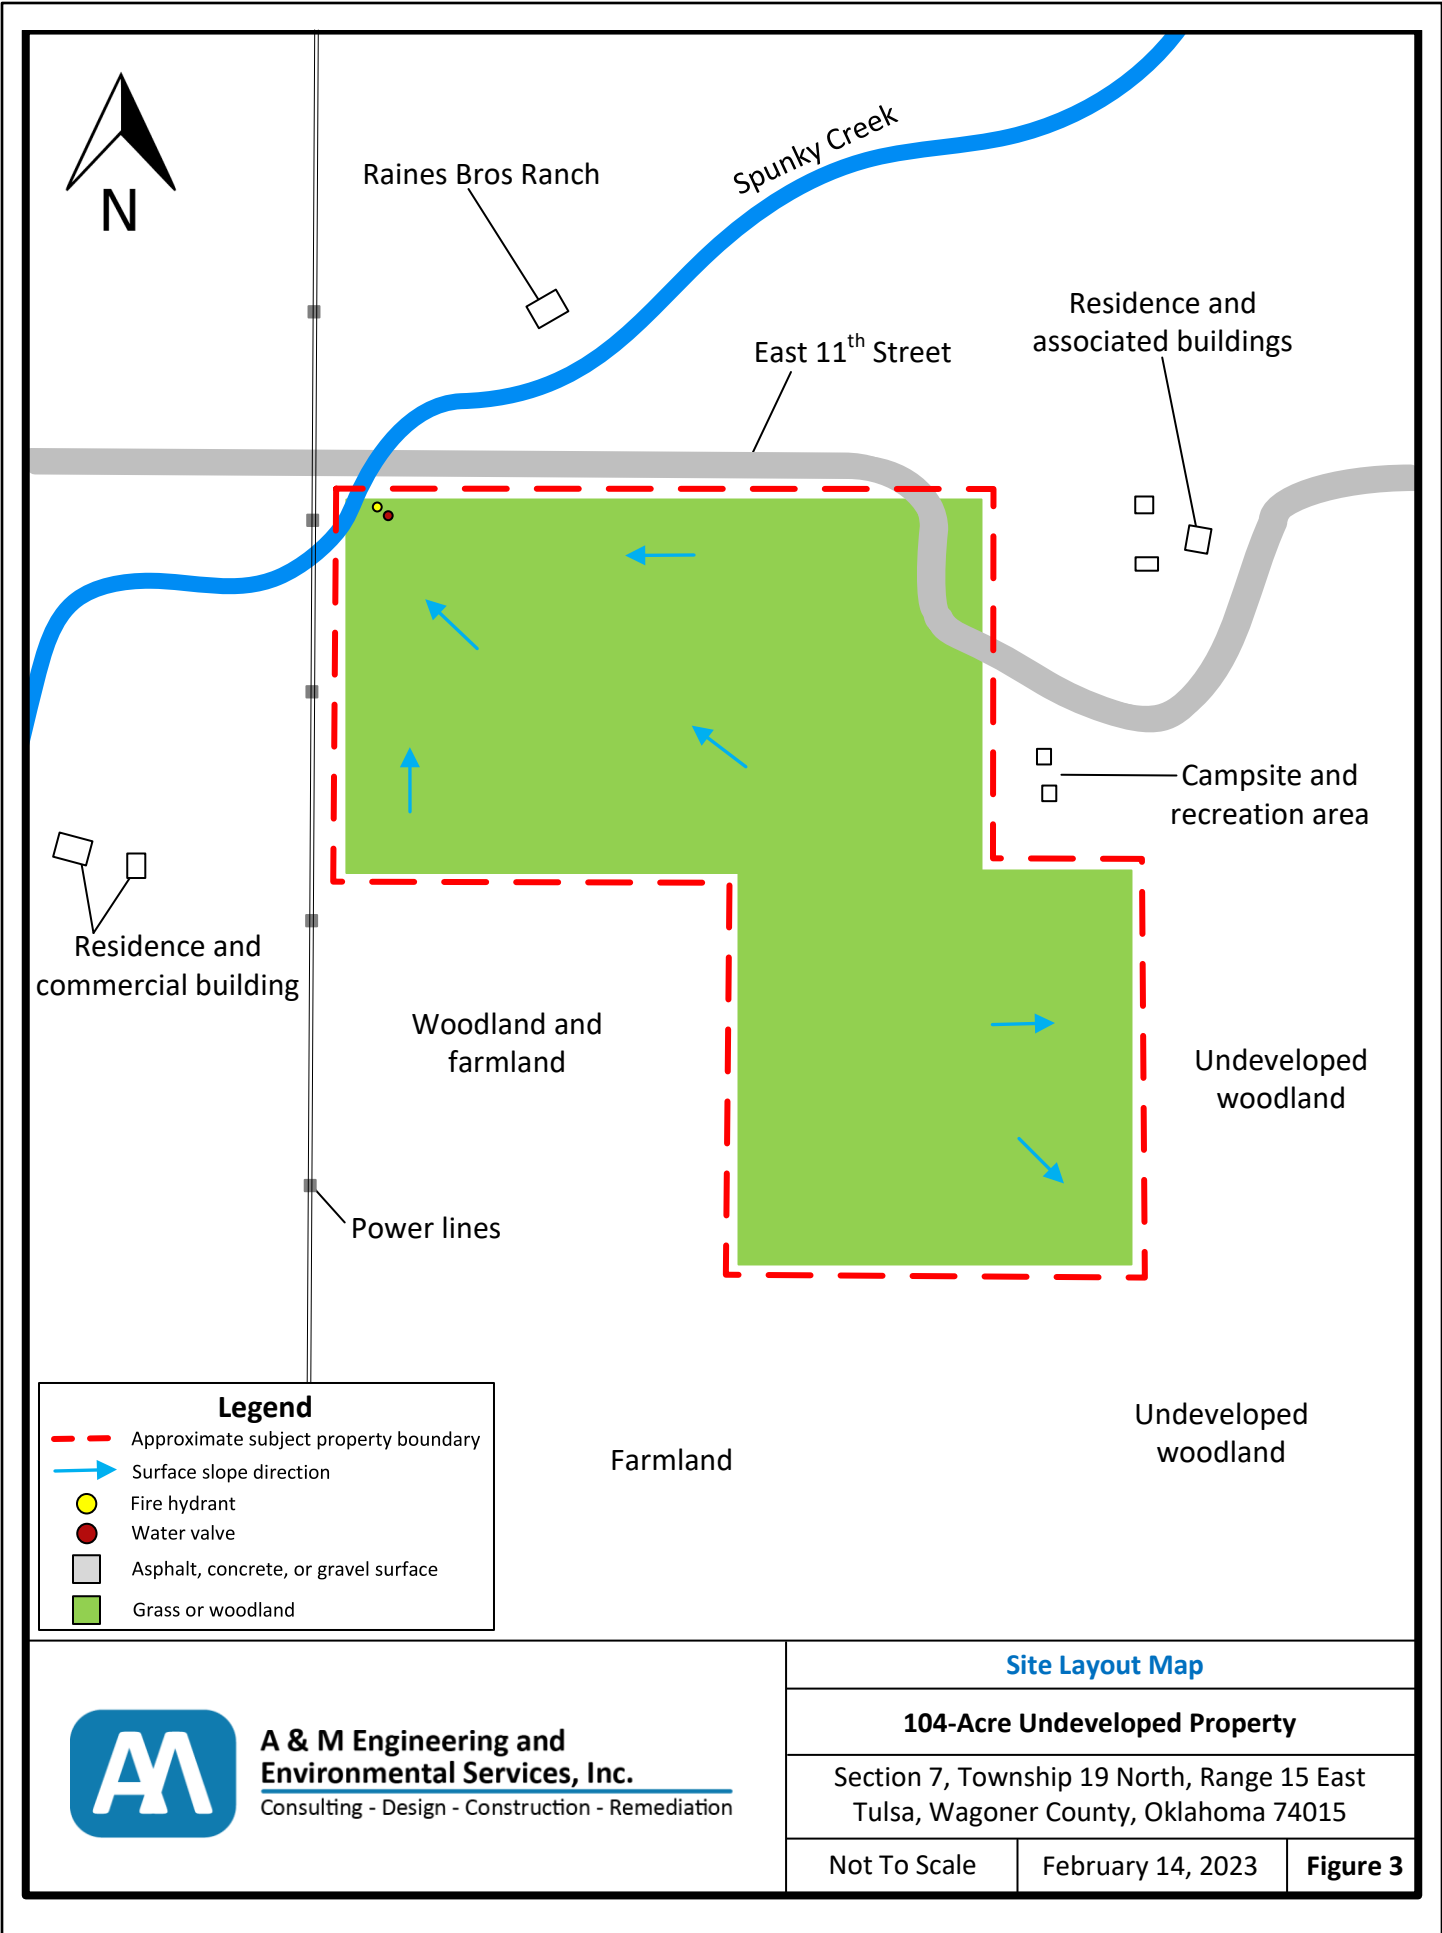 N
Raines Bros Ranch
Spunky Creek
East 11th Street
Residence and
associated buildings
Campsite and
recreation area
Residence and
commercial building
Woodland and
farmland
Undeveloped
woodland
Power lines
Farmland
Undeveloped
woodland
Legend
Approximate subject property boundary
Surface slope direction
Fire hydrant
Water valve
Asphalt, concrete, or gravel surface
Grass or woodland
AM
A & M Engineering and
Environmental Services, Inc.
Consulting - Design - Construction - Remediation
Site Layout Map
104-Acre Undeveloped Property
Section 7, Township 19 North, Range 15 East
Tulsa, Wagoner County, Oklahoma 74015
Not To Scale
February 14, 2023
Figure 3